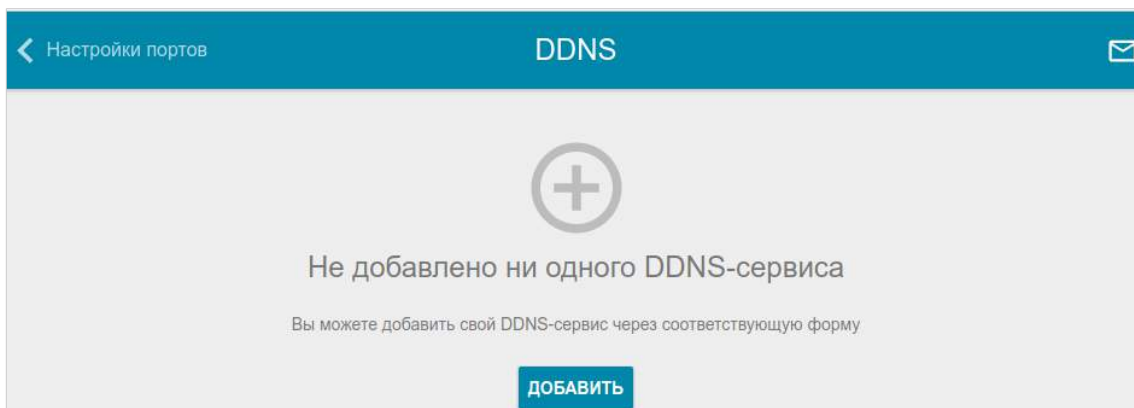 Настройки портов
DDNS
Не добавлено ни одного DDNS-сервиса
Вы можете добавить свой DDNS-сервис через соответствующую форму
ДОБАВИТЬ